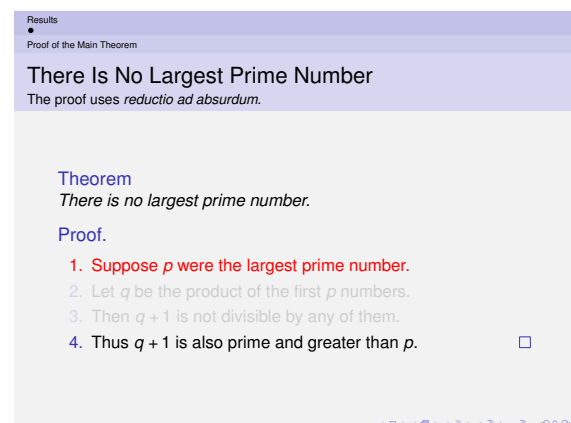 Results
Proof of the Main Theorem
There Is No Largest Prime Number
The proof uses reductio ad absurdum.
Theorem
There is no largest prime number.
Proof.
1. Suppose p were the largest prime number.
2. Let q be the product of the first p numbers.
3. Then q + 1 is not divisible by any of them.
4. Thus q + 1 is also prime and greater than p.